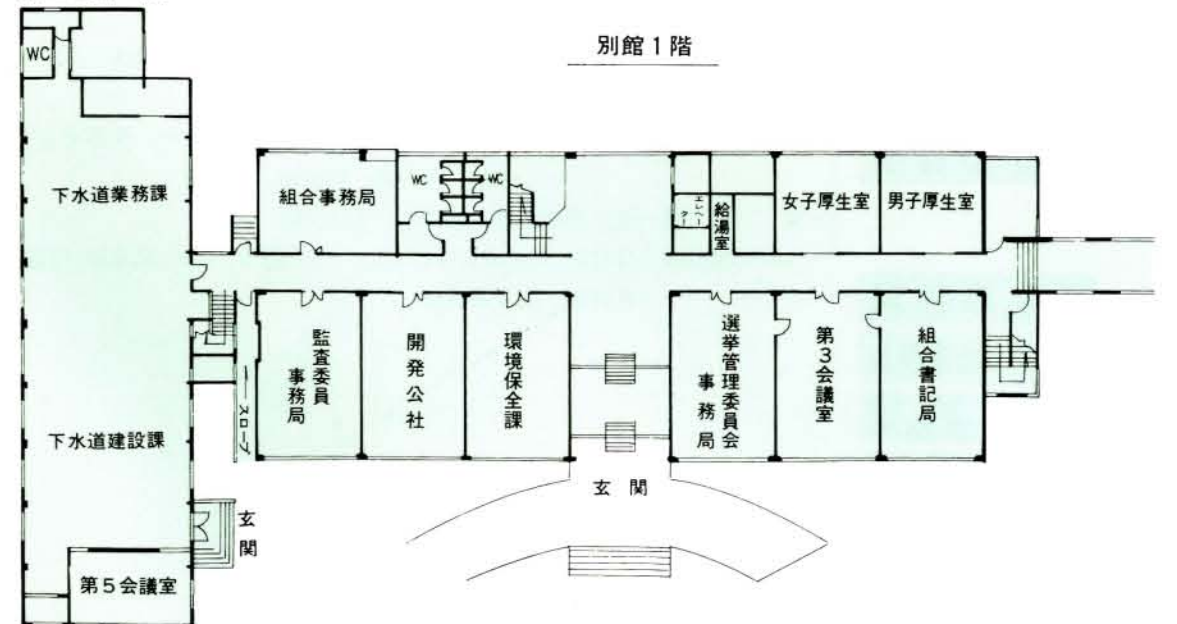 別館1階
WC
下水道業務課
組合事務局
WC
WC
エレベーター
給湯室
女子厚生室
男子厚生室
監査委員
事務局
開発公社
環境保全課
選挙管理委員会
事務局
第3会議室
組合書記局
スロープ
下水道建設課
玄関
玄関
第5会議室